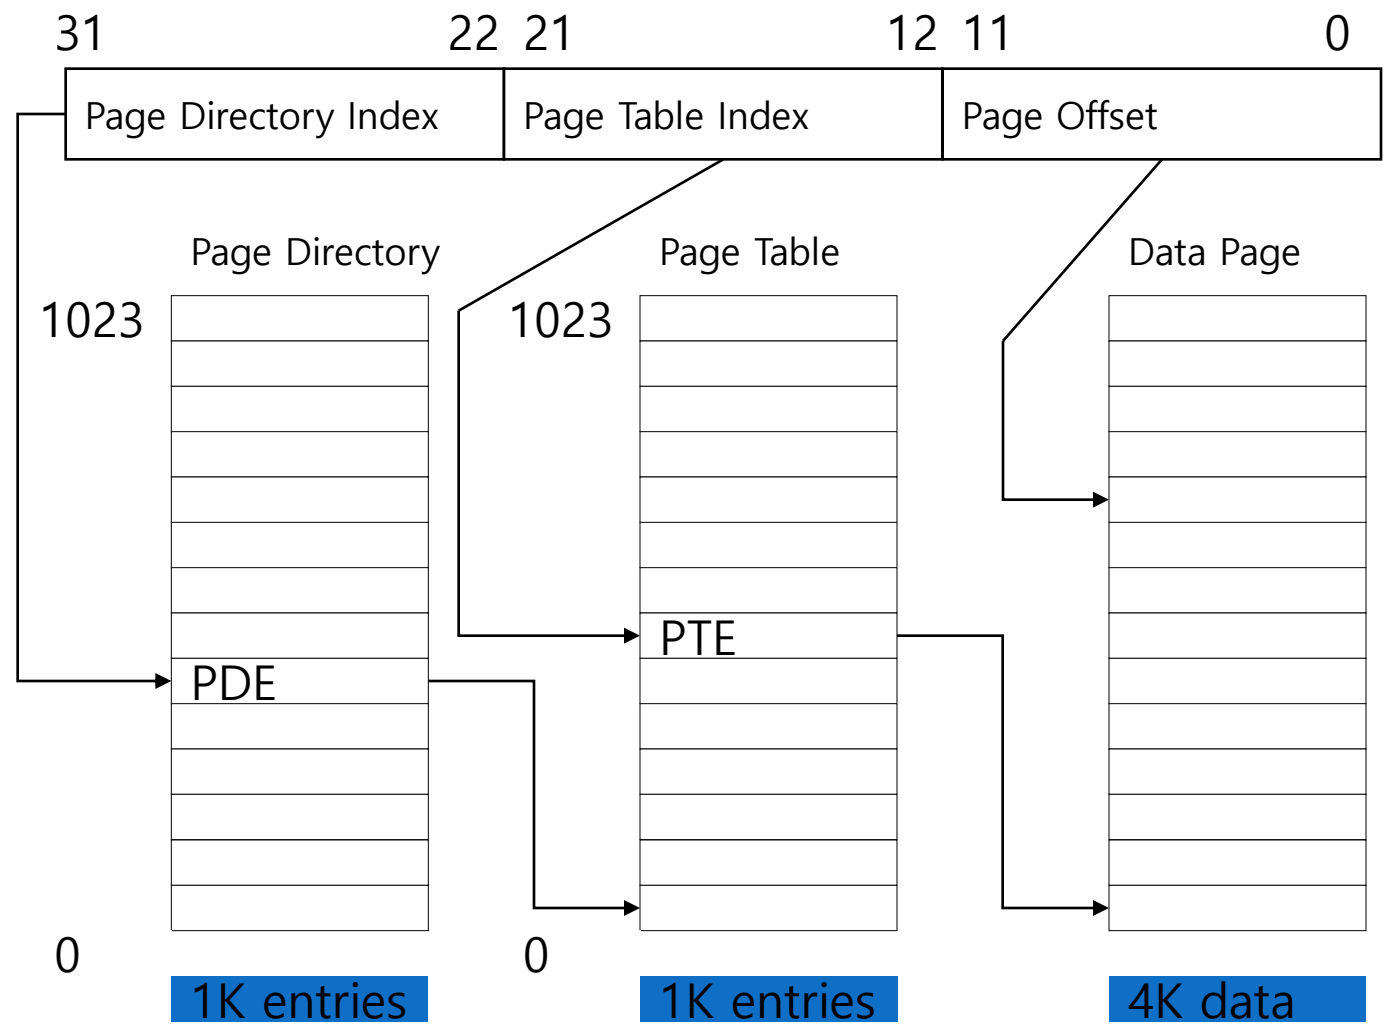 31 22 21 12 11 0
Page Directory Index Page Table Index Page Offset
Page Directory Page Table Data Page
1023 1023
PTE
PDE
0 0
1K entries 1K entries 4K data